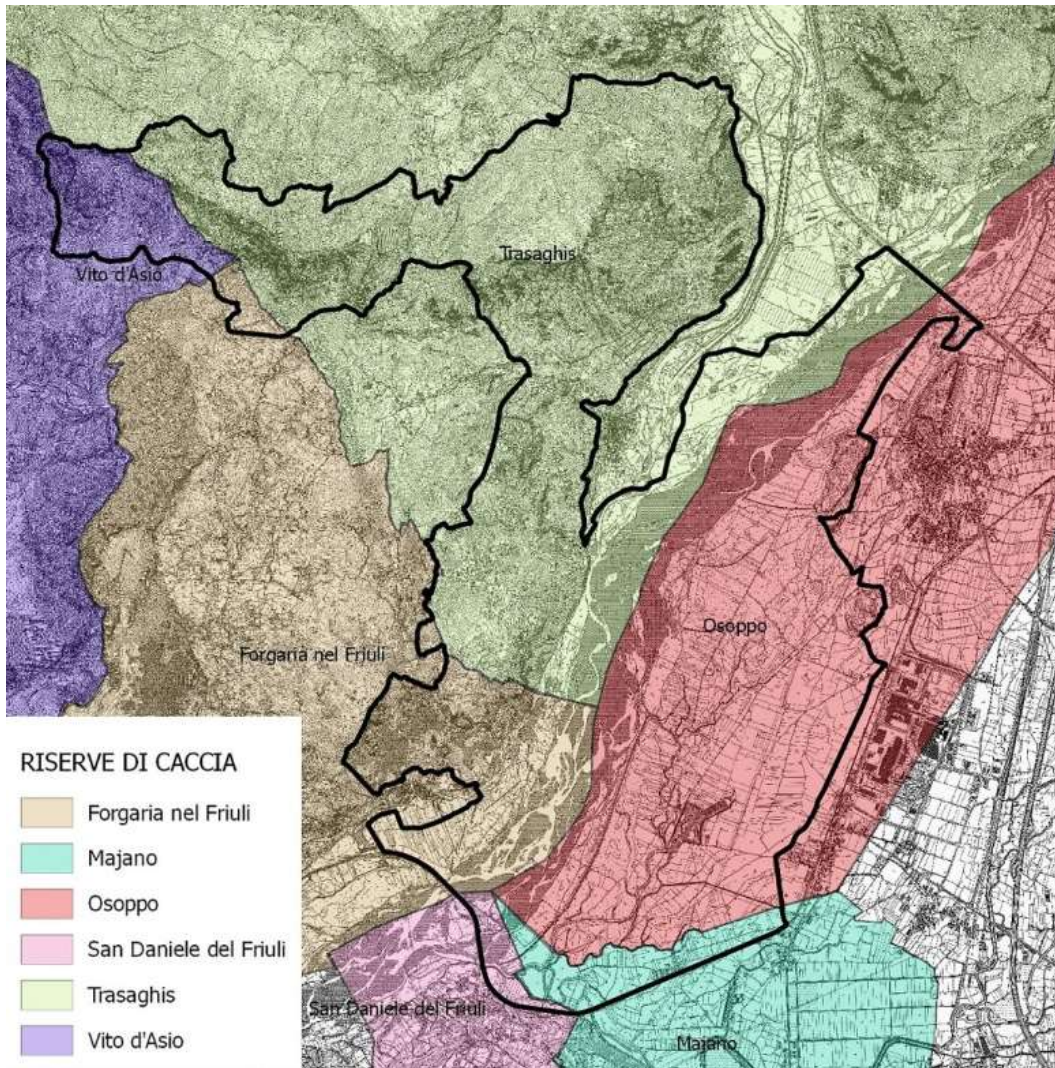 Trasaghis
Vito d'Asio
Osoppo
Forgaria nel Friuli
San Daniele del Friuli
Majano
RISERVE DI CACCIA
Forgaria nel Friuli
Majano
Osoppo
San Daniele del Friuli
Trasaghis
Vito d'Asio